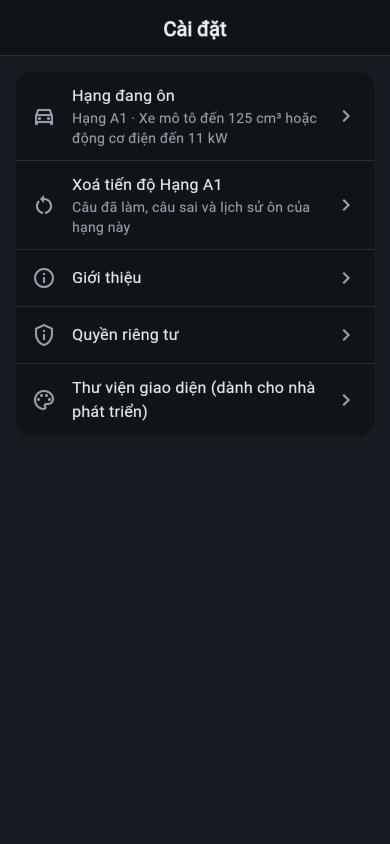 Cài đặt
Hạng đang ôn
Hạng A1 · Xe mô tô đến 125 cm³ hoặc
động cơ điện đến 11 kW
Xoá tiến độ Hạng A1
Câu đã làm, câu sai và lịch sử ôn của
hạng này
Giới thiệu
Quyền riêng tư
Thư viện giao diện (dành cho nhà
phát triển)